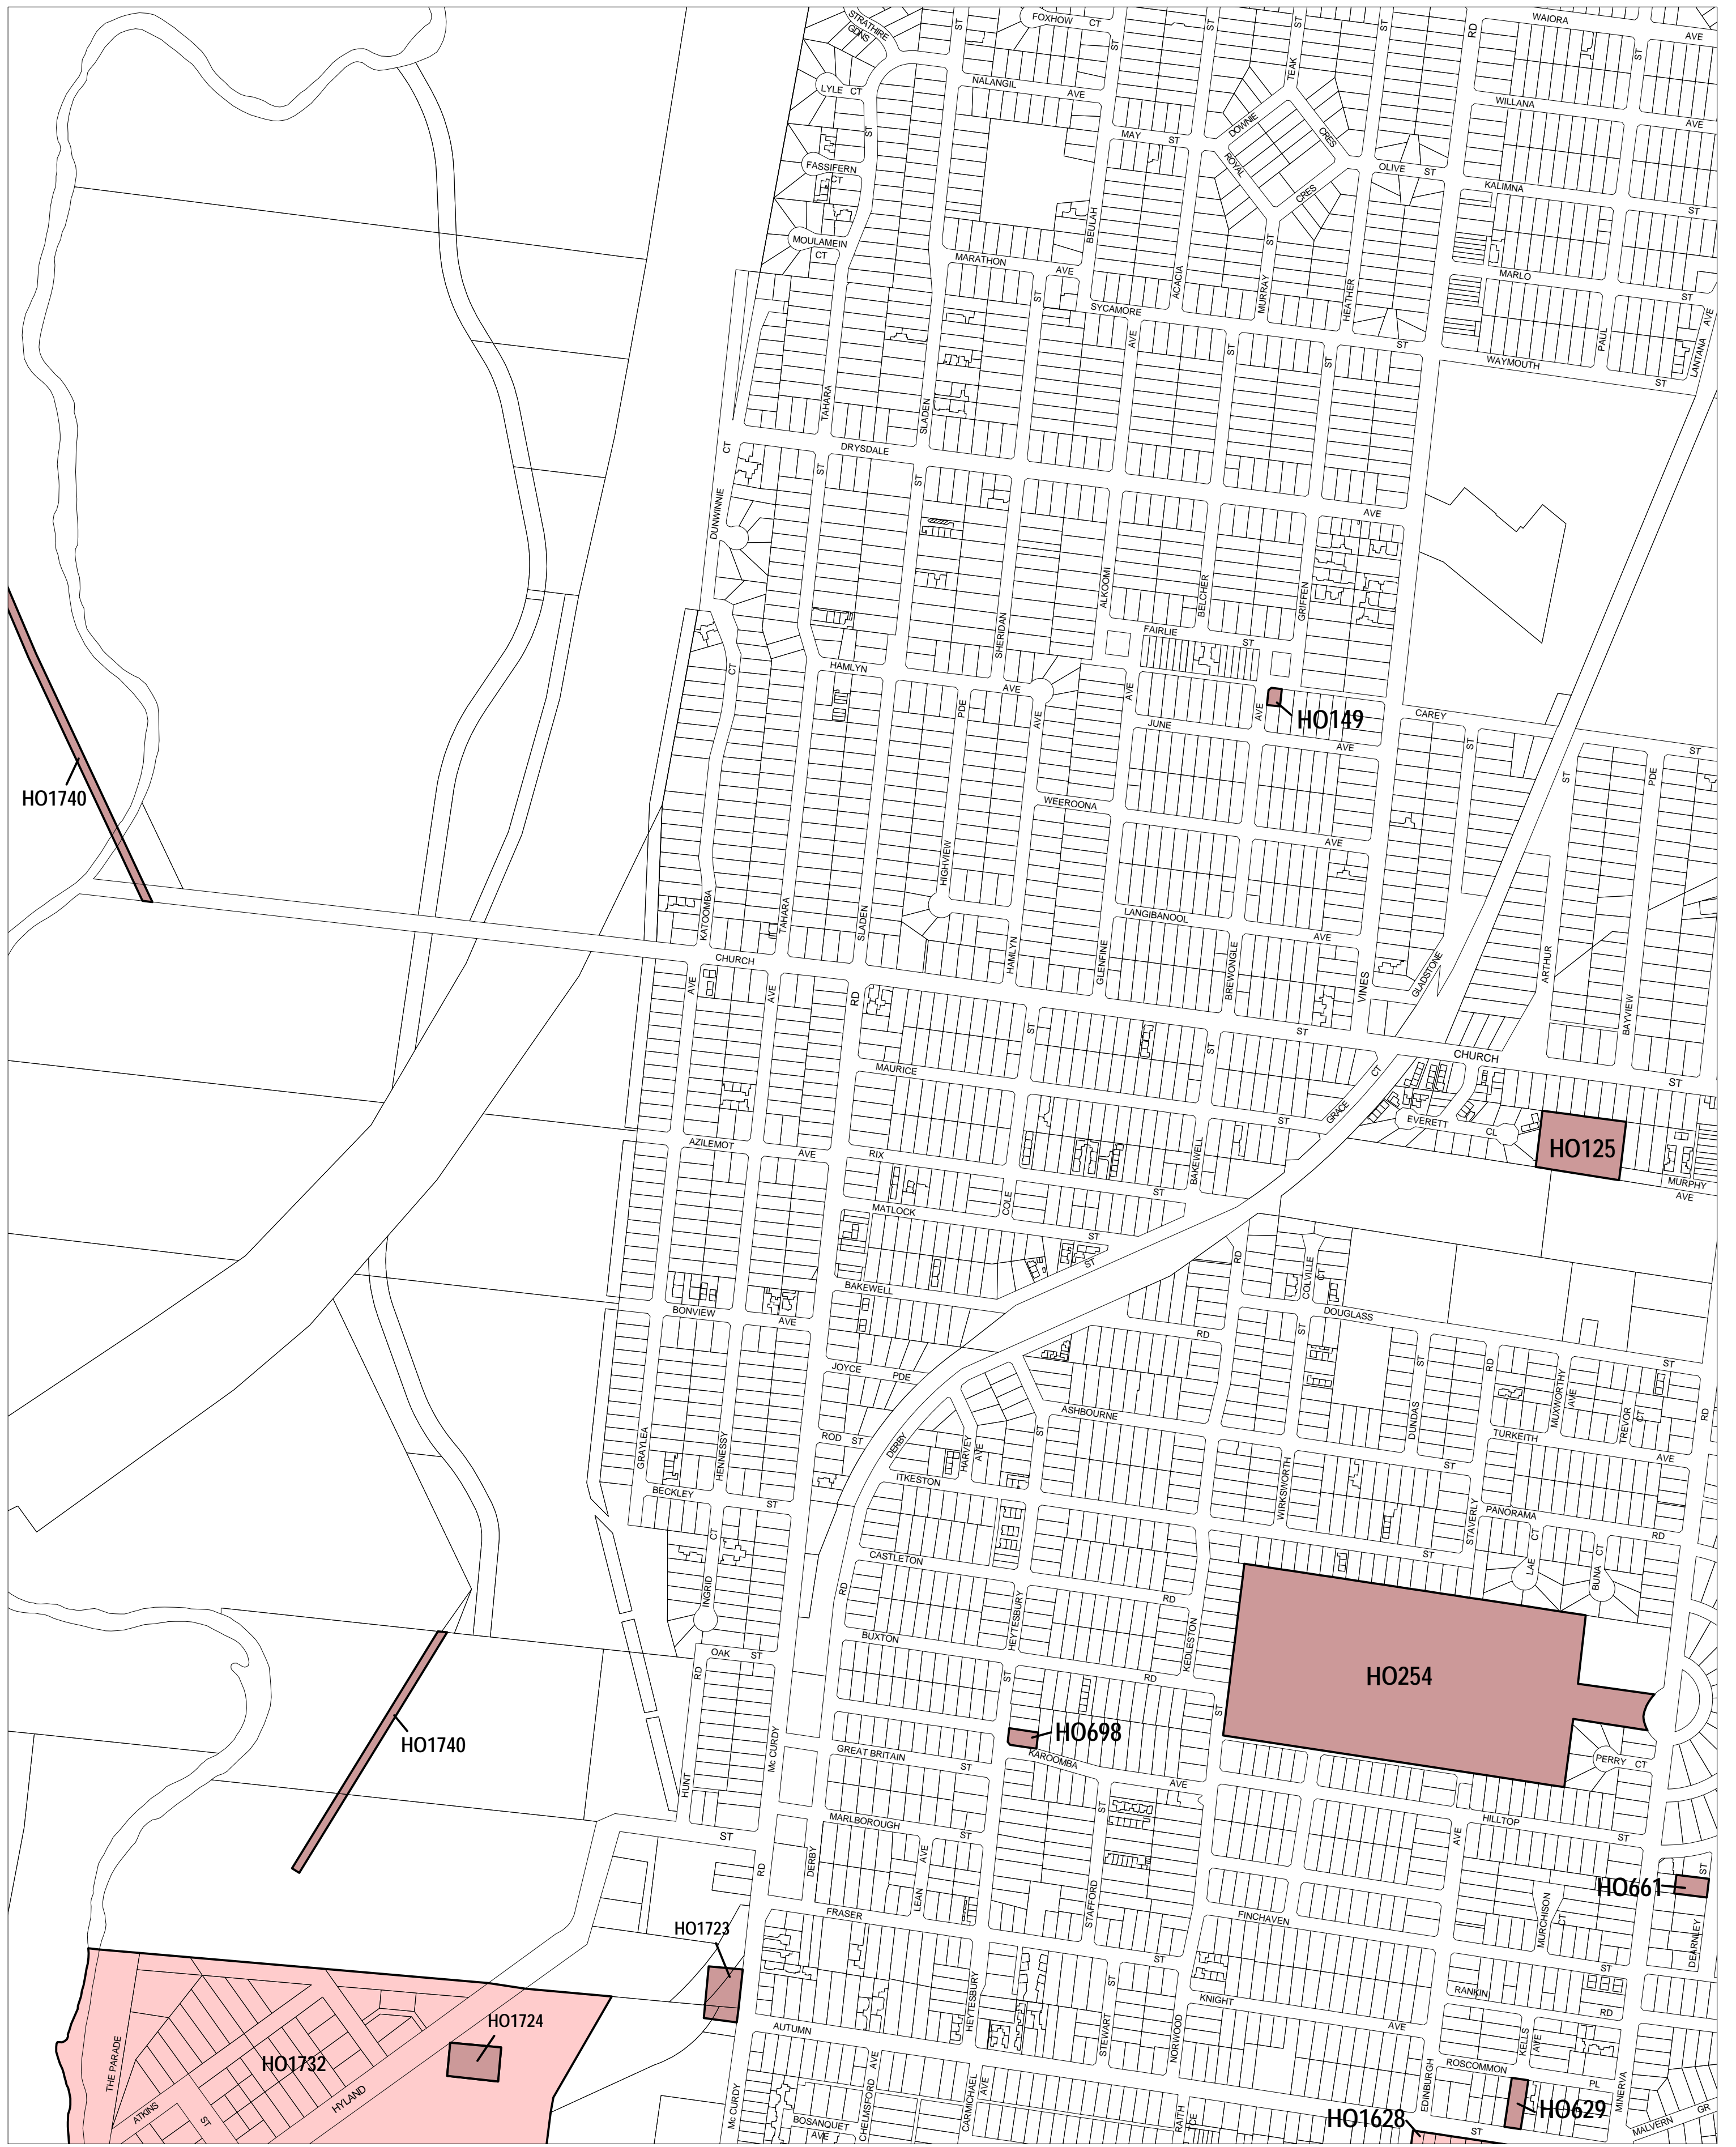 STRATHIRE GDNS
ST
FOXHOW CT
ST
ST
ST
ST
RD
WAIORA AVE
ST
TEAK
LYLE CT
NALANGIL AVE
WILLANA AVE
ST
MAY ST
DOWNIE CRES
FASSIFERN CT
ROYAL CRES
OLIVE ST
KALIMNA ST
BEULAH
MOULAMEIN CT
ST
MARATHON AVE
ACACIA
MURRAY
HEATHER
MARLO ST
ST
SYCAMORE ST
AVE
ST
ST
PAUL
LANTANA AVE
WAYMOUTH ST
TAHARA
SLADEN
CT
DRYSDALE AVE
ST
ST
DUNWINNIE
ALKOOMI
BELCHER
GRIFFEN
SHERIDAN
FAIRLIE ST
CT
HAMLYN AVE
PDE
AVE
AVE
AVE
HO149
JUNE AVE
CAREY ST
ST
ST
PDE
HO1740
WEEROONA AVE
HIGHVIEW
KATOOMBA
TAHARA
SLADEN
LANGIBANOOL AVE
HAMLYN
GLENFINE
BREWONGLE
VINES
GLADSTONE
ARTHUR
BAYVIEW
CHURCH ST
AVE
AVE
RD
ST
ST
CHURCH ST
MAURICE ST
CT
GRACE
EVERETT CL
HO125
AZILEMOT AVE
RIX ST
BAKEWELL
MURPHY AVE
COLE
MATLOCK ST
ST
RD
COLVILLE CT
BAKEWELL
BONVIEW AVE
DOUGLASS ST
RD
ST
ST
RD
JOYCE PDE
MUXWORTHY AVE
TREVOR CT
RD
ASHBOURNE ST
ST
DUNDAS
ROD ST
DERBY
HARVEY AVE
TURKEITH AVE
GRAYLEA
HENNESSY
ITKESTON ST
WIRKSWORTH
BECKLEY ST
STAVERLY
PANORAMA RD
CT
CASTLETON RD
LAE CT
BUNA CT
INGRID
RD
HEYTESBURY
KEDLESTON
BUXTON RD
OAK ST
RD
ST
ST
HO254
HO1740
HO698
Mc CURDY
GREAT BRITAIN ST
KAROOMBA AVE
PERRY CT
HUNT
ST
MARLBOROUGH ST
ST
AVE
HILLTOP ST
RD
DERBY
AVE
LEAN
STAFFORD
HO661
ST
MURCHISON CT
DEARNLEY
FRASER ST
FINCHAVEN ST
HO1723
HEYTESBURY
ST
RANKIN RD
KNIGHT AVE
HO1724
AUTUMN
STEWART
NORWOOD
KELLS AVE
THE PARADE
HO1732
HYLAND
ATKINS ST
AVE
AVE
EDINBURGH
ROSCOMMON PL
MINERVA
Mc CURDY
CHELMSFORD
CARMICHAEL
RAITH
BOSANQUET AVE
HO1628
HO629
ST
MALVERN GR